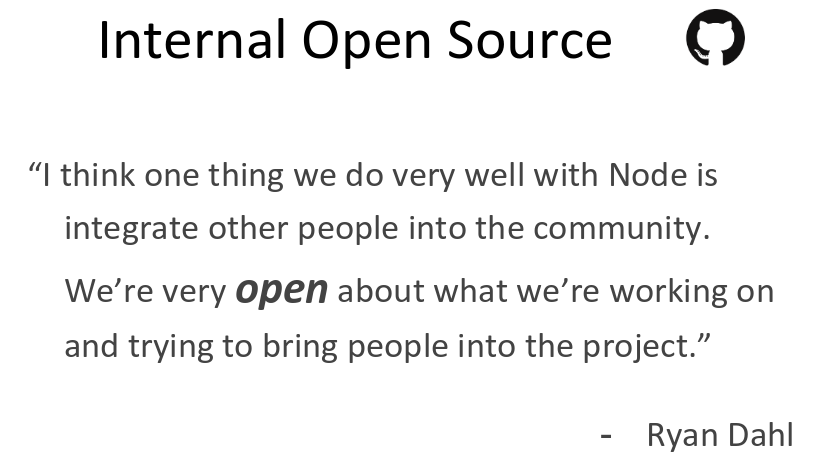 Internal Open Source
“I think one thing we do very well with Node is
integrate other people into the community.
We’re very open about what we’re working on
and trying to bring people into the project.”
- Ryan Dahl